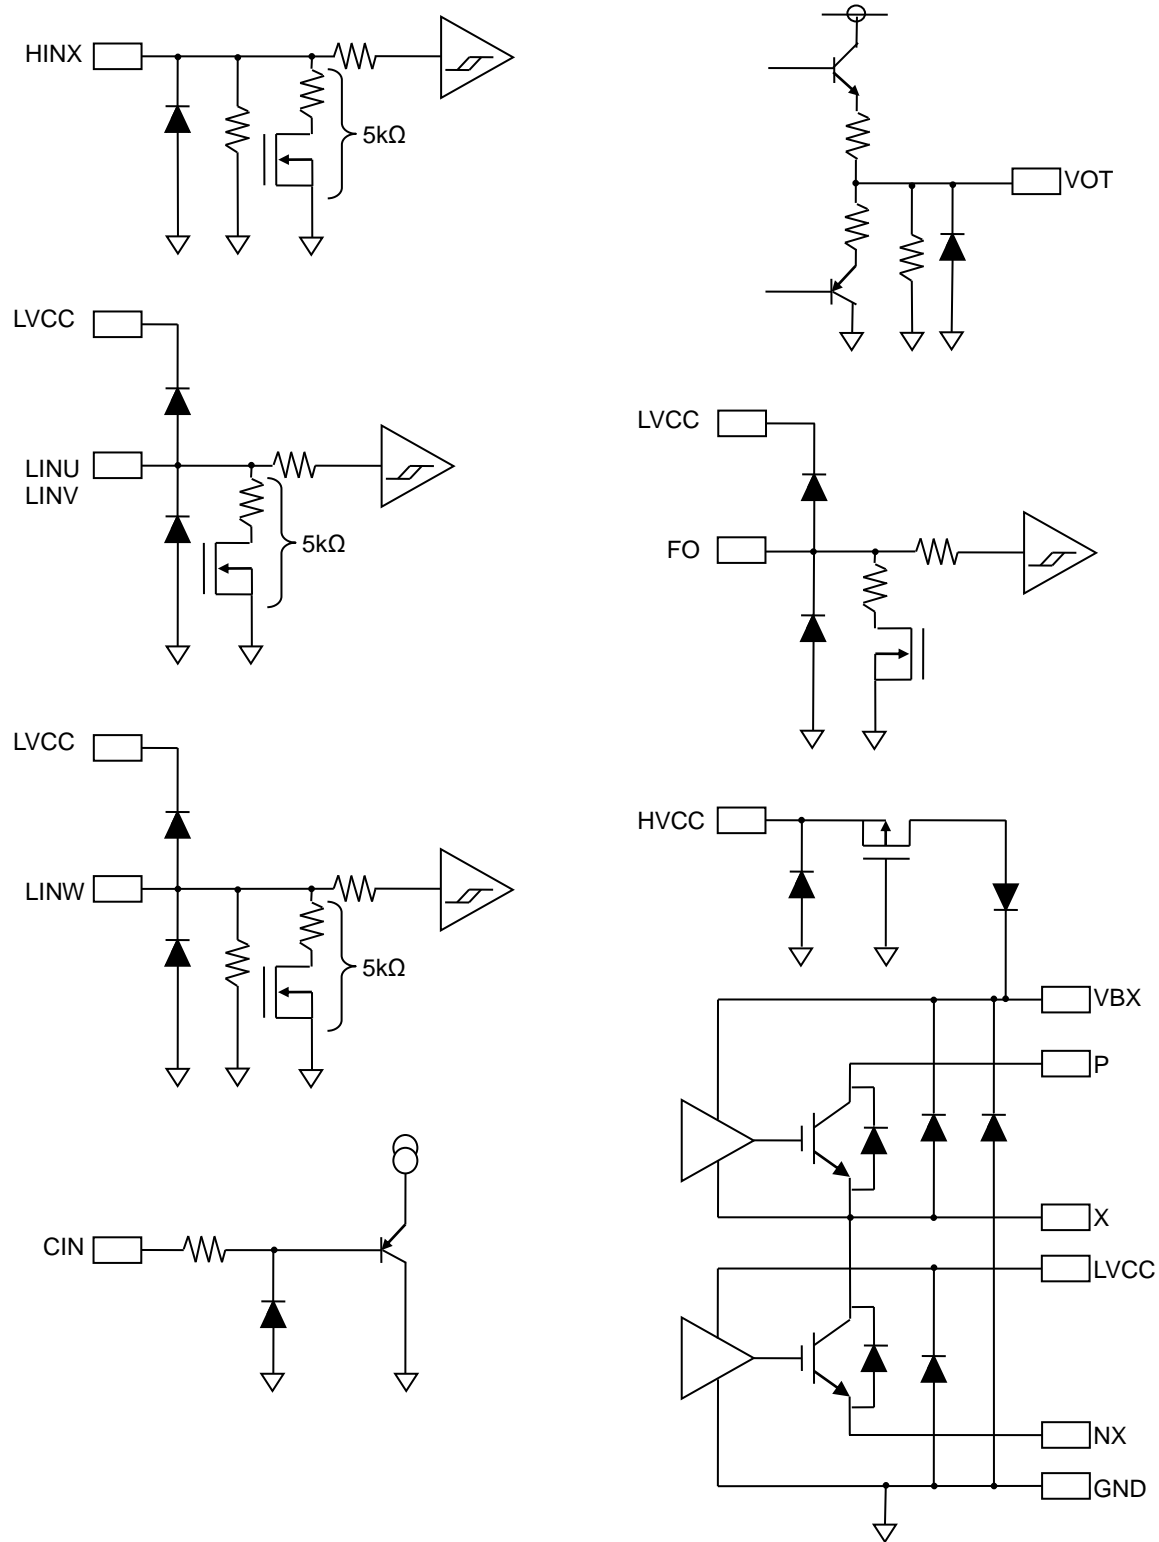 HINX
5kΩ
LVCC
LINU
LINV
5kΩ
LVCC
LINW
5kΩ
CIN
VOT
LVCC
FO
HVCC
VBX
P
X
LVCC
NX
GND